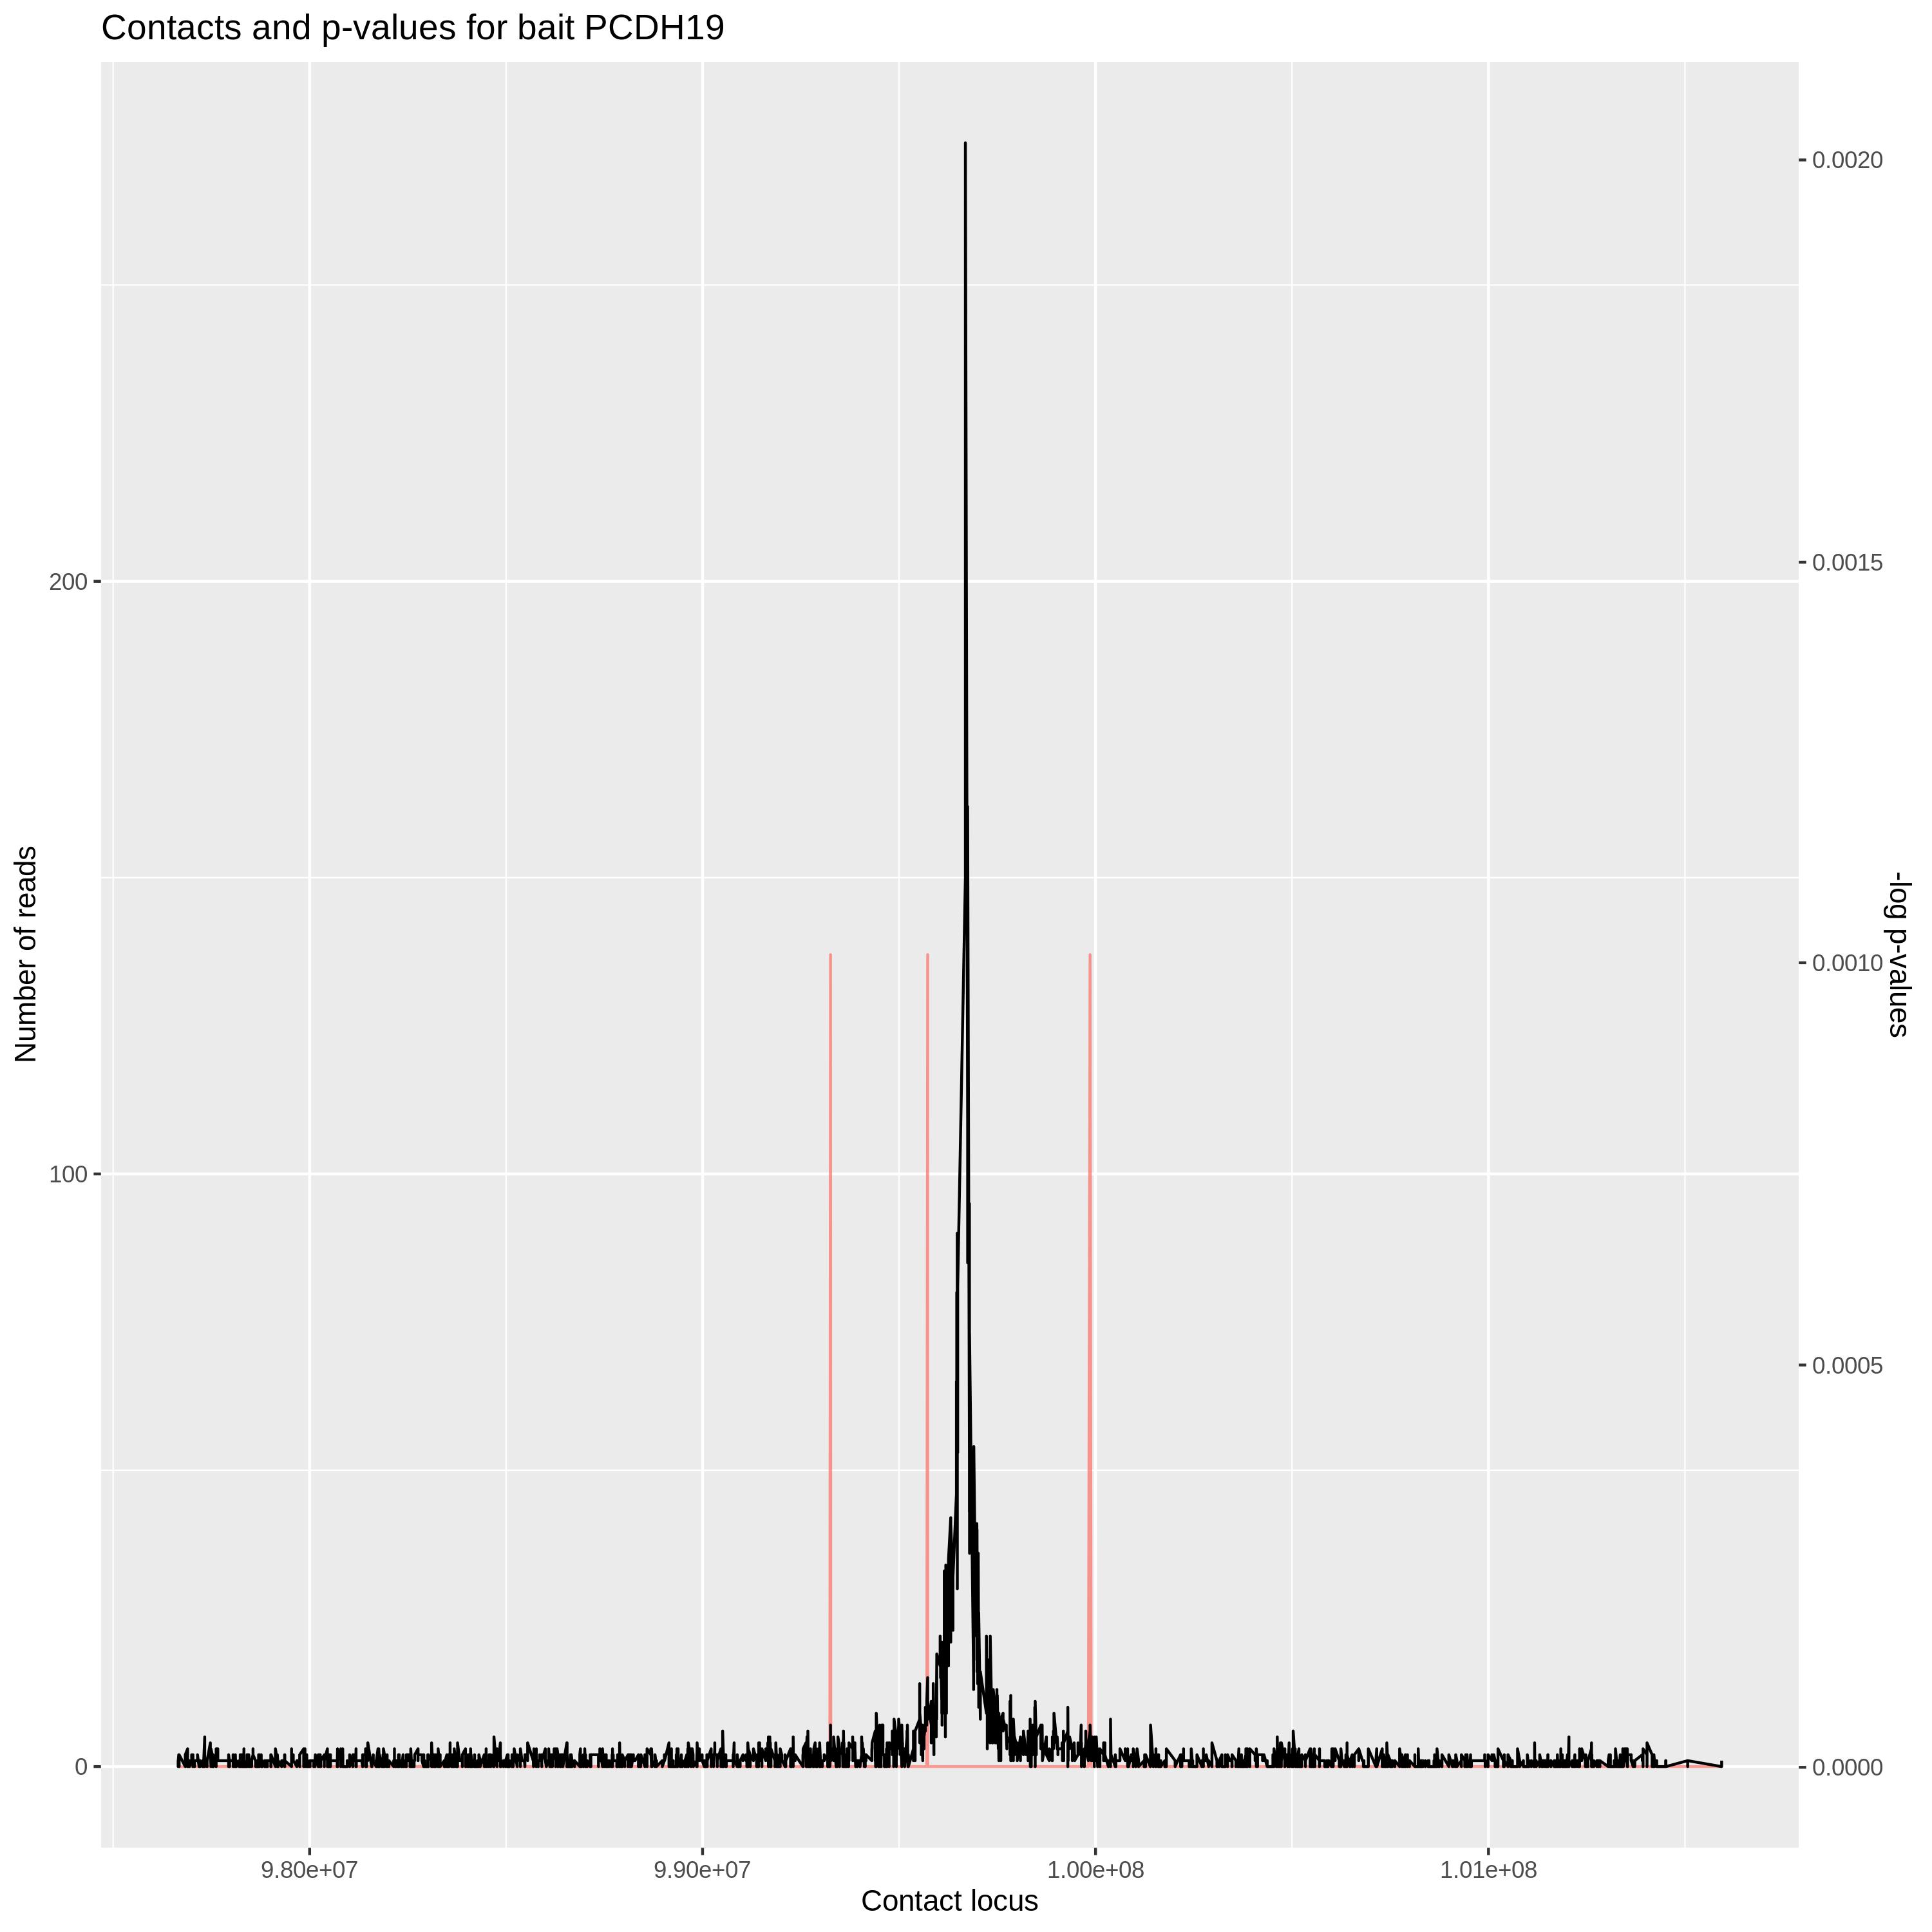 Contacts and p-values for bait PCDH19
Number of reads
200
100
0
0.0020
0.0015
0.0010
0.0005
0.0000
-log p-values
9.80e+07
9.90e+07
1.00e+08
1.01e+08
Contact locus